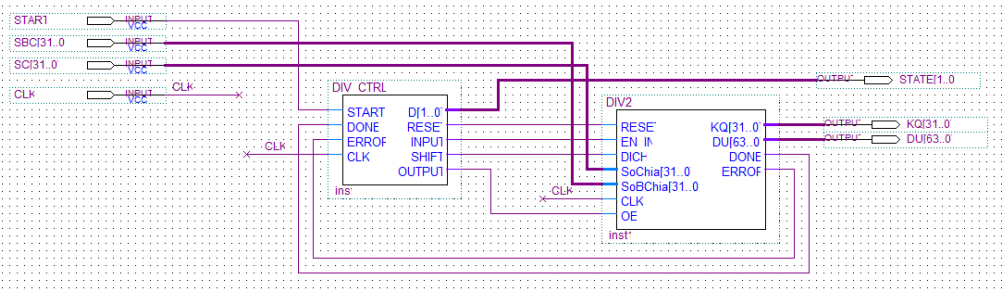 START INPUT VCC
SBC[31..0 INPUT VCC
SC[31..0 INPUT VCC
CLK INPUT VCC CLK
OUTPUT STATE[1..0
OUTPUT KQ[31..0
OUTPUT DU[63..0
DIV_CTRL
START D[1..0
DONE RESET
ERROR INPUT
CLK SHIFT
OUTPUT
inst
CLK
DIV2
RESET KQ[31..0
EN_IN DU[63..0
DICH DONE
SoChia[31..0 ERROR
SoBChia[31..0
CLK
OE
inst1
CLK